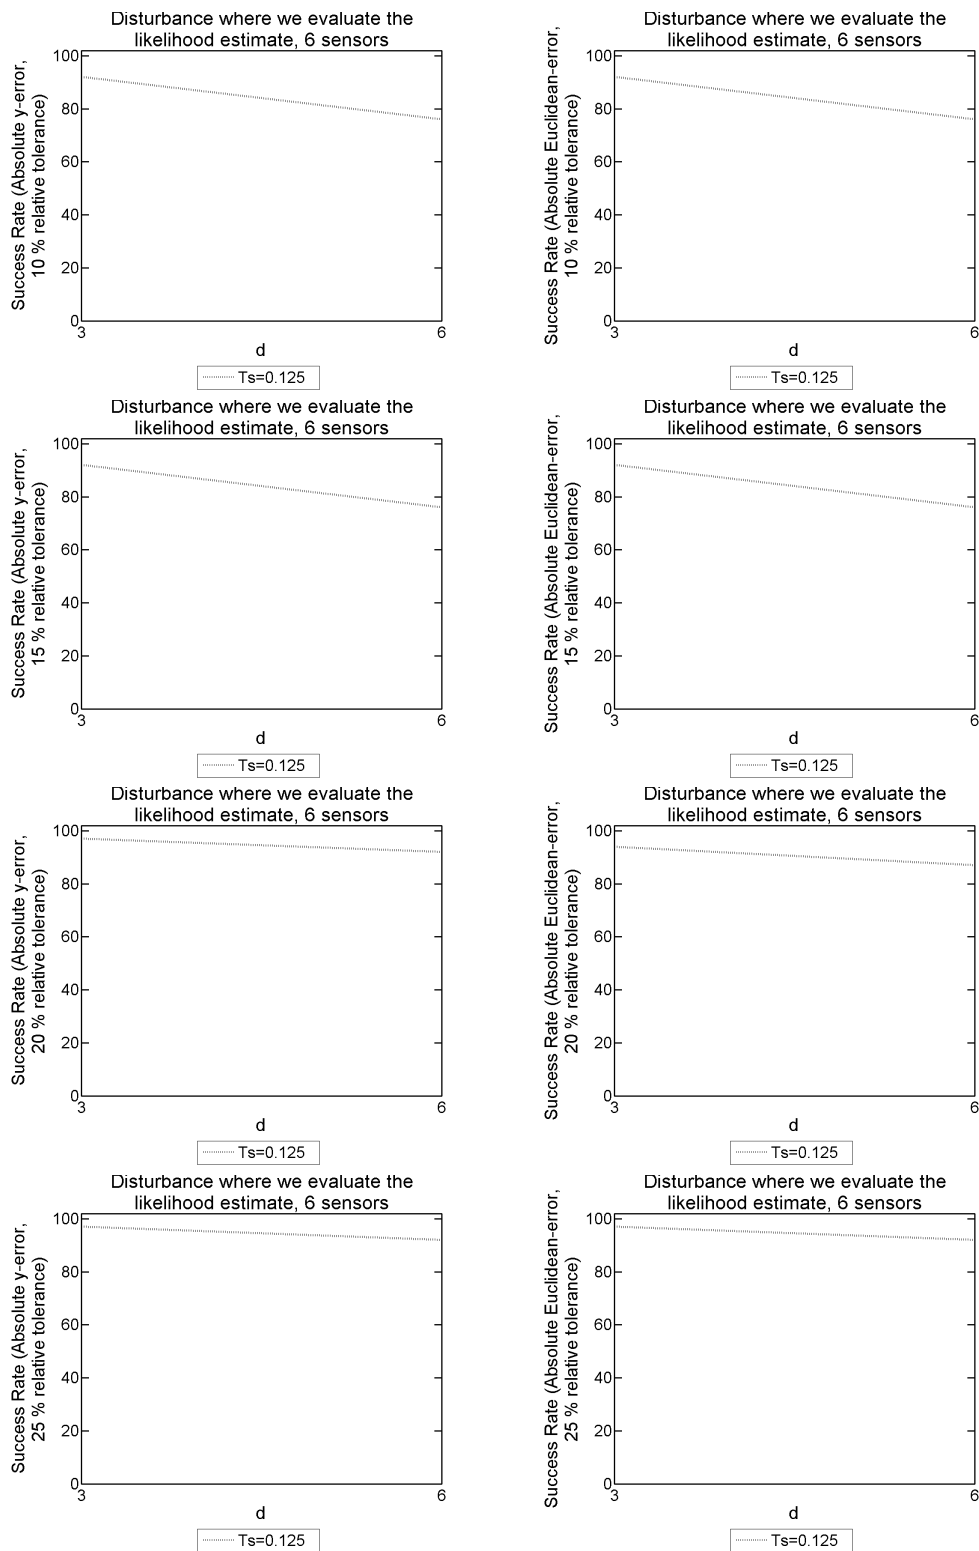 Disturbance where we evaluate the
likelihood estimate, 6 sensors
Success Rate (Absolute y-error,
10 % relative tolerance)
100
80
60
40
20
0
3
6
d
Ts=0.125
Disturbance where we evaluate the
likelihood estimate, 6 sensors
Success Rate (Absolute Euclidean-error,
10 % relative tolerance)
100
80
60
40
20
0
3
6
d
Ts=0.125
Disturbance where we evaluate the
likelihood estimate, 6 sensors
Success Rate (Absolute y-error,
15 % relative tolerance)
100
80
60
40
20
0
3
6
d
Ts=0.125
Disturbance where we evaluate the
likelihood estimate, 6 sensors
Success Rate (Absolute Euclidean-error,
15 % relative tolerance)
100
80
60
40
20
0
3
6
d
Ts=0.125
Disturbance where we evaluate the
likelihood estimate, 6 sensors
Success Rate (Absolute y-error,
20 % relative tolerance)
100
80
60
40
20
0
3
6
d
Ts=0.125
Disturbance where we evaluate the
likelihood estimate, 6 sensors
Success Rate (Absolute Euclidean-error,
20 % relative tolerance)
100
80
60
40
20
0
3
6
d
Ts=0.125
Disturbance where we evaluate the
likelihood estimate, 6 sensors
Success Rate (Absolute y-error,
25 % relative tolerance)
100
80
60
40
20
0
3
6
d
Ts=0.125
Disturbance where we evaluate the
likelihood estimate, 6 sensors
Success Rate (Absolute Euclidean-error,
25 % relative tolerance)
100
80
60
40
20
0
3
6
d
Ts=0.125